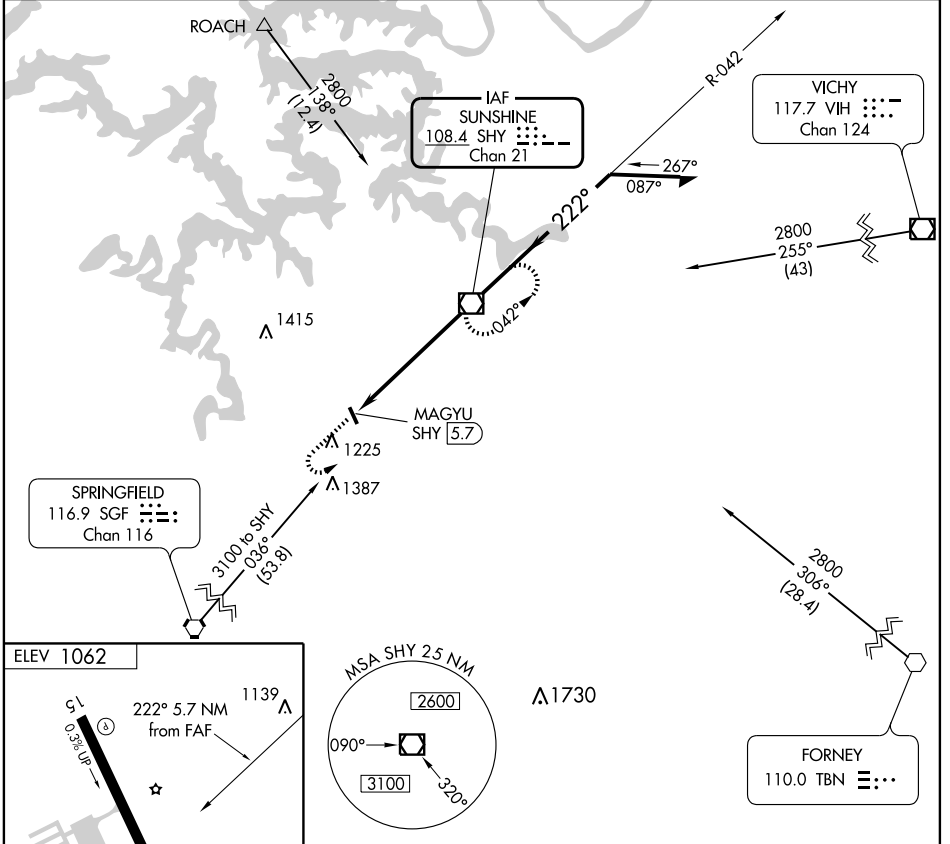 ROACH
2800
138°
(12.4)
IAF
SUNSHINE
108.4 SHY
Chan 21
R-042
VICHY
117.7 VIH
Chan 124
267°
087°
222°
2800
255°
(43)
042°
1415
MAGYU
SHY 5.7
1225
1387
SPRINGFIELD
116.9 SGF
Chan 116
3100 to SHY
036°
(53.8)
2800
306°
(28.4)
ELEV 1062
15
0.3% UP
P
222° 5.7 NM
from FAF
1139
MSA SHY 25 NM
2600
090°
3100
320°
1730
FORNEY
110.0 TBN